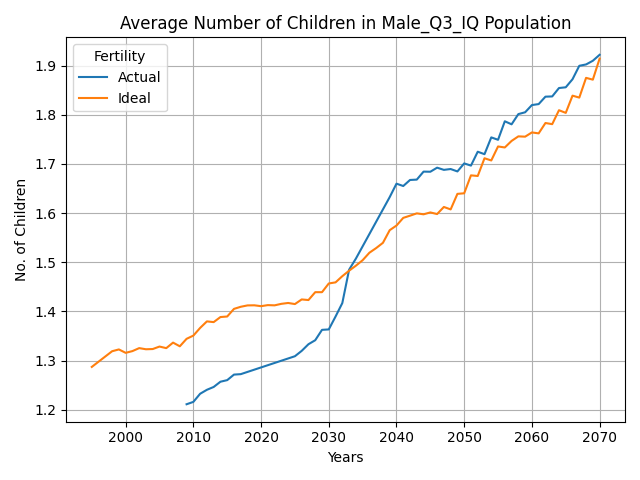 Average Number of Children in Male_Q3_IQ Population
Fertility
Actual
Ideal
No. of Children
1.9
1.8
1.7
1.6
1.5
1.4
1.3
1.2
2000 2010 2020 2030 2040 2050 2060 2070
Years